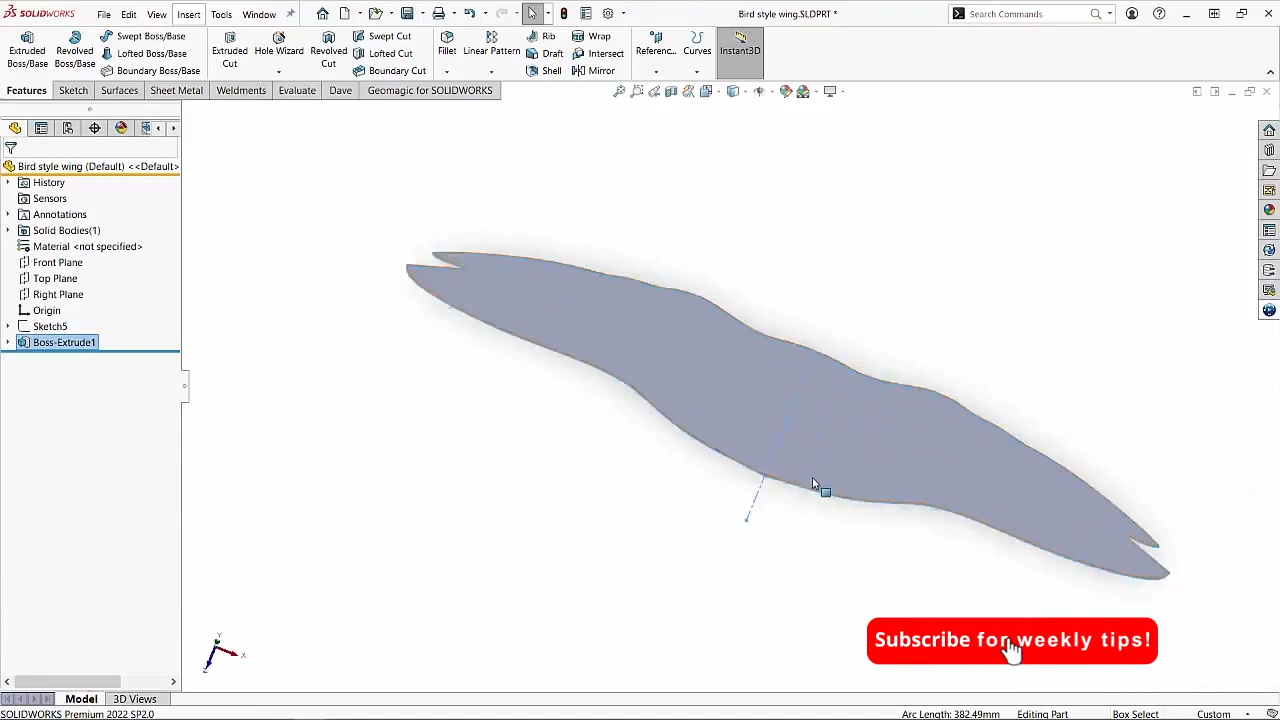 SOLIDWORKS
File
Edit
View
Insert
Tools
Window
Bird style wing.SLDPRT *
Search Commands
Extruded Boss/Base
Revolved Boss/Base
Swept Boss/Base
Lofted Boss/Base
Boundary Boss/Base
Extruded Cut
Hole Wizard
Revolved Cut
Swept Cut
Lofted Cut
Boundary Cut
Fillet
Linear Pattern
Rib
Draft
Shell
Wrap
Intersect
Mirror
Referenc...
Curves
Instant3D
Features
Sketch
Surfaces
Sheet Metal
Weldments
Evaluate
Dave
Geomagic for SOLIDWORKS
Bird style wing (Default) <<Default>
History
Sensors
Annotations
Solid Bodies(1)
Material <not specified>
Front Plane
Top Plane
Right Plane
Origin
Sketch5
Boss-Extrude1
Subscribe for weekly tips!
Y
X
Z
Model
3D Views
SOLIDWORKS Premium 2022 SP2.0
Arc Length: 382.49mm
Editing Part
Box Select
Custom